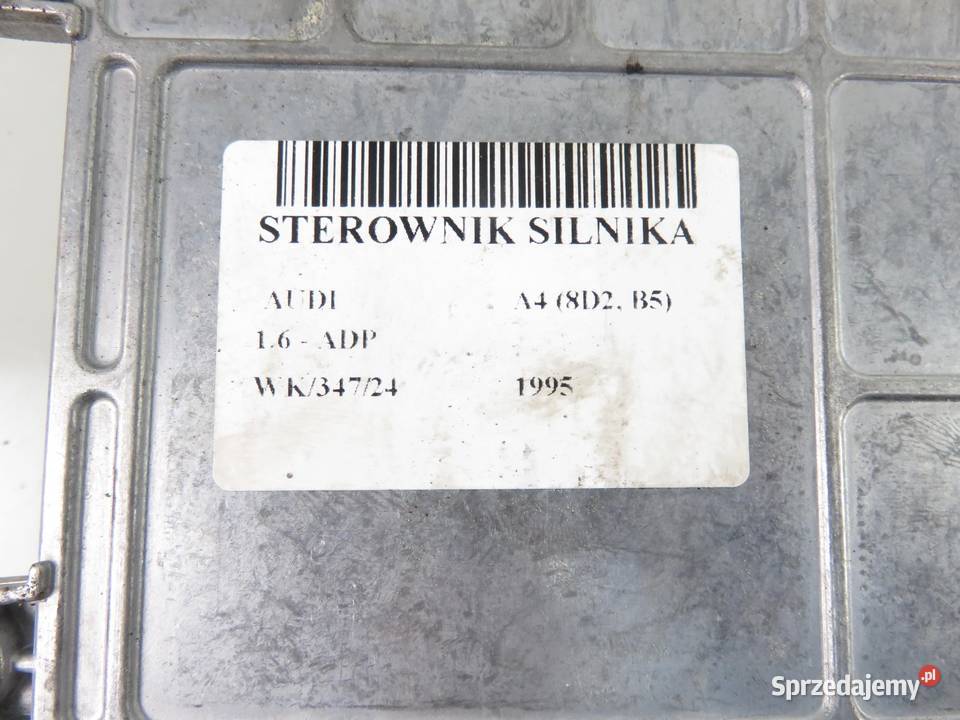 STEROWNIK SILNIKA
AUDI A4 (8D2, B5)
1.6 - ADP
WK/347/24 1995
Sprzedajemy.pl